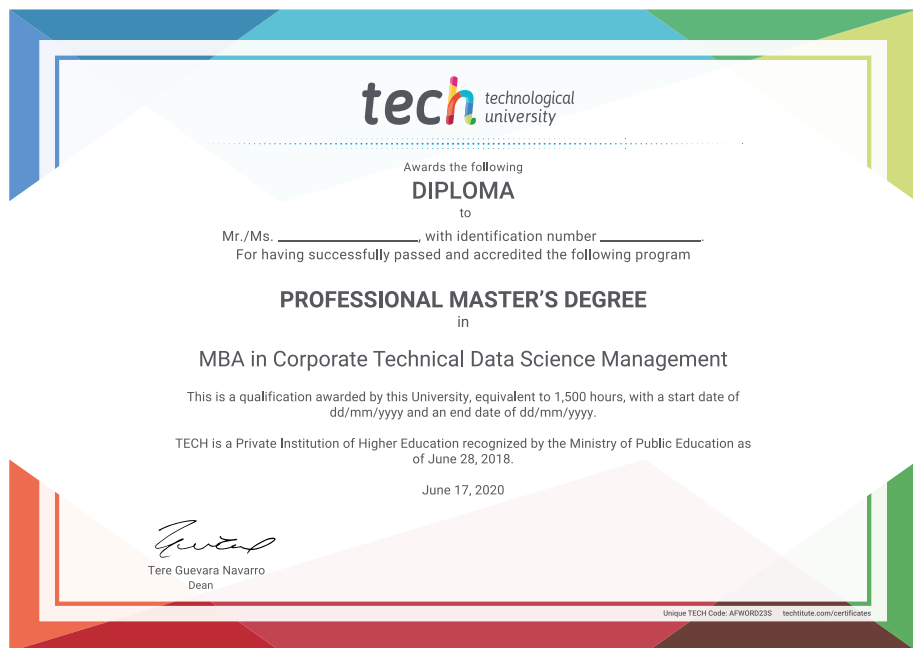 tech technological
university
Awards the following
DIPLOMA
to
Mr./Ms. ____________________, with identification number ______________.
For having successfully passed and accredited the following program
PROFESSIONAL MASTER'S DEGREE
in
MBA in Corporate Technical Data Science Management
This is a qualification awarded by this University, equivalent to 1,500 hours, with a start date of
dd/mm/yyyy and an end date of dd/mm/yyyy.
TECH is a Private Institution of Higher Education recognized by the Ministry of Public Education as
of June 28, 2018.
June 17, 2020
Tere Guevara Navarro
Dean
Unique TECH Code: AFWORD23S techtitute.com/certificates